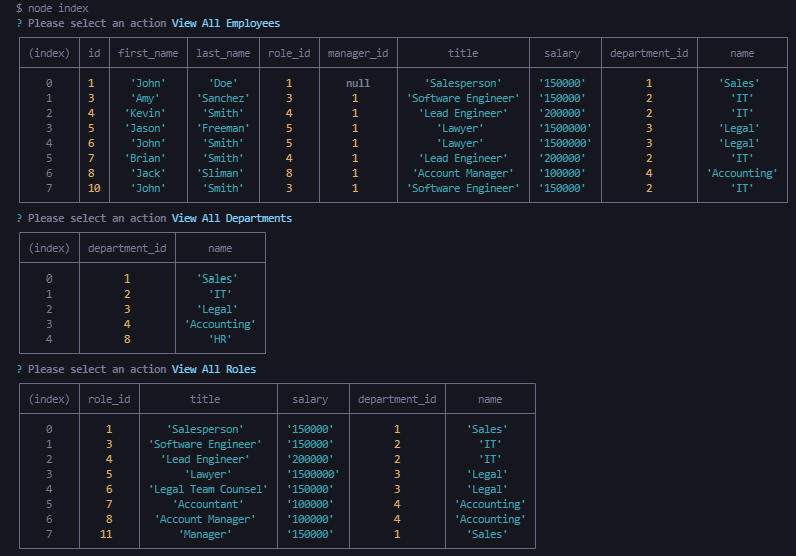 $ node index
? Please select an action View All Employees
(index) id first_name last_name role_id manager_id title salary department_id name
0 1 'John' 'Doe' 1 null 'Salesperson' '150000' 1 'Sales'
1 3 'Amy' 'Sanchez' 3 1 'Software Engineer' '150000' 2 'IT'
2 4 'Kevin' 'Smith' 4 1 'Lead Engineer' '200000' 2 'IT'
3 5 'Jason' 'Freeman' 5 1 'Lawyer' '1500000' 3 'Legal'
4 6 'John' 'Smith' 5 1 'Lawyer' '1500000' 3 'Legal'
5 7 'Brian' 'Smith' 4 1 'Lead Engineer' '200000' 2 'IT'
6 8 'Jack' 'Sliman' 8 1 'Account Manager' '100000' 4 'Accounting'
7 10 'John' 'Smith' 3 1 'Software Engineer' '150000' 2 'IT'
? Please select an action View All Departments
(index) department_id name
0 1 'Sales'
1 2 'IT'
2 3 'Legal'
3 4 'Accounting'
4 8 'HR'
? Please select an action View All Roles
(index) role_id title salary department_id name
0 1 'Salesperson' '150000' 1 'Sales'
1 3 'Software Engineer' '150000' 2 'IT'
2 4 'Lead Engineer' '200000' 2 'IT'
3 5 'Lawyer' '1500000' 3 'Legal'
4 6 'Legal Team Counsel' '150000' 3 'Legal'
5 7 'Accountant' '100000' 4 'Accounting'
6 8 'Account Manager' '100000' 4 'Accounting'
7 11 'Manager' '150000' 1 'Sales'